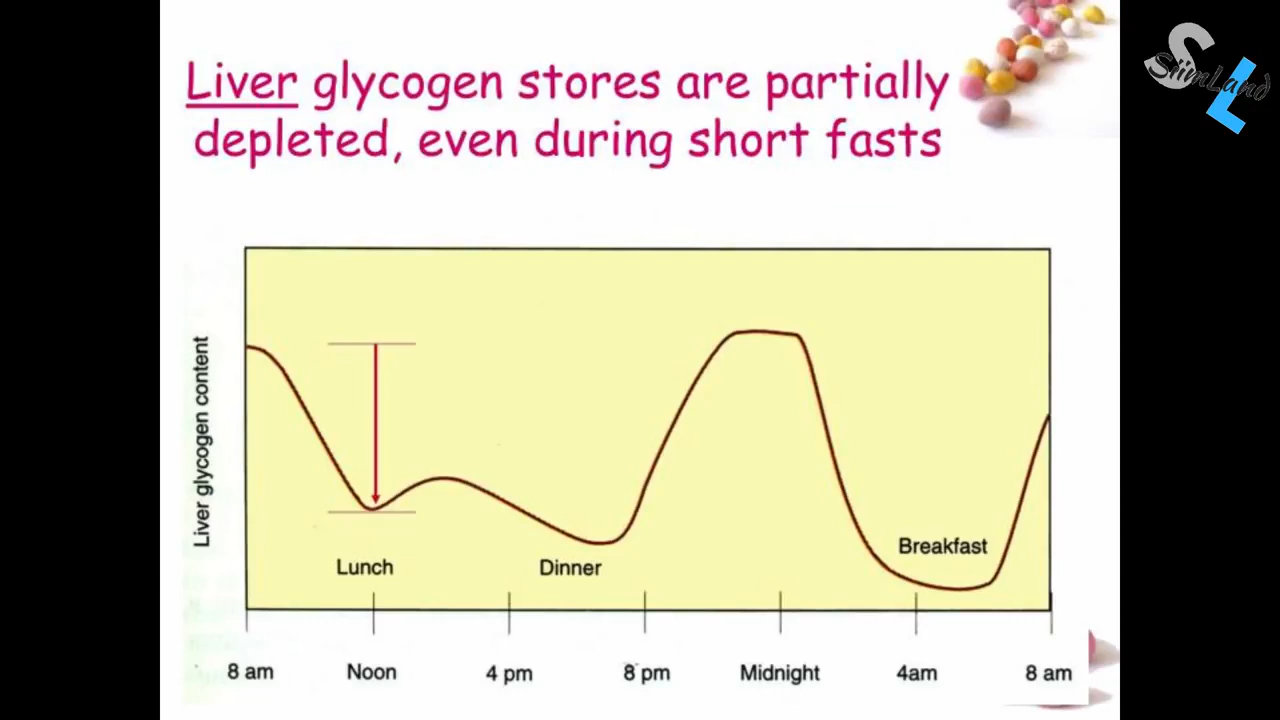 Liver glycogen stores are partially
depleted, even during short fasts
SL
SiimLand
Liver glycogen content
Breakfast
Lunch
Dinner
8 am
Noon
4 pm
8 pm
Midnight
4am
8 am